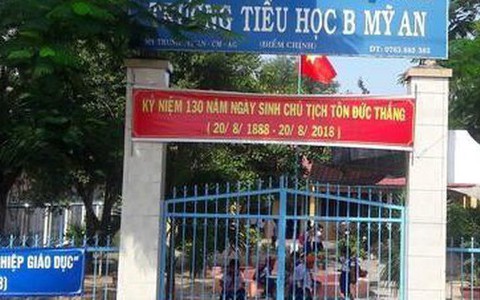 TRƯỜNG TIỂU HỌC B MỸ AN
(ĐIỂM CHÍNH)
KỶ NIỆM 130 NĂM NGÀY SINH CHỦ TỊCH TÔN ĐỨC THẮNG
( 20/ 8/ 1888 - 20/ 8/ 2018 )
HIỆP GIÁO DỤC"